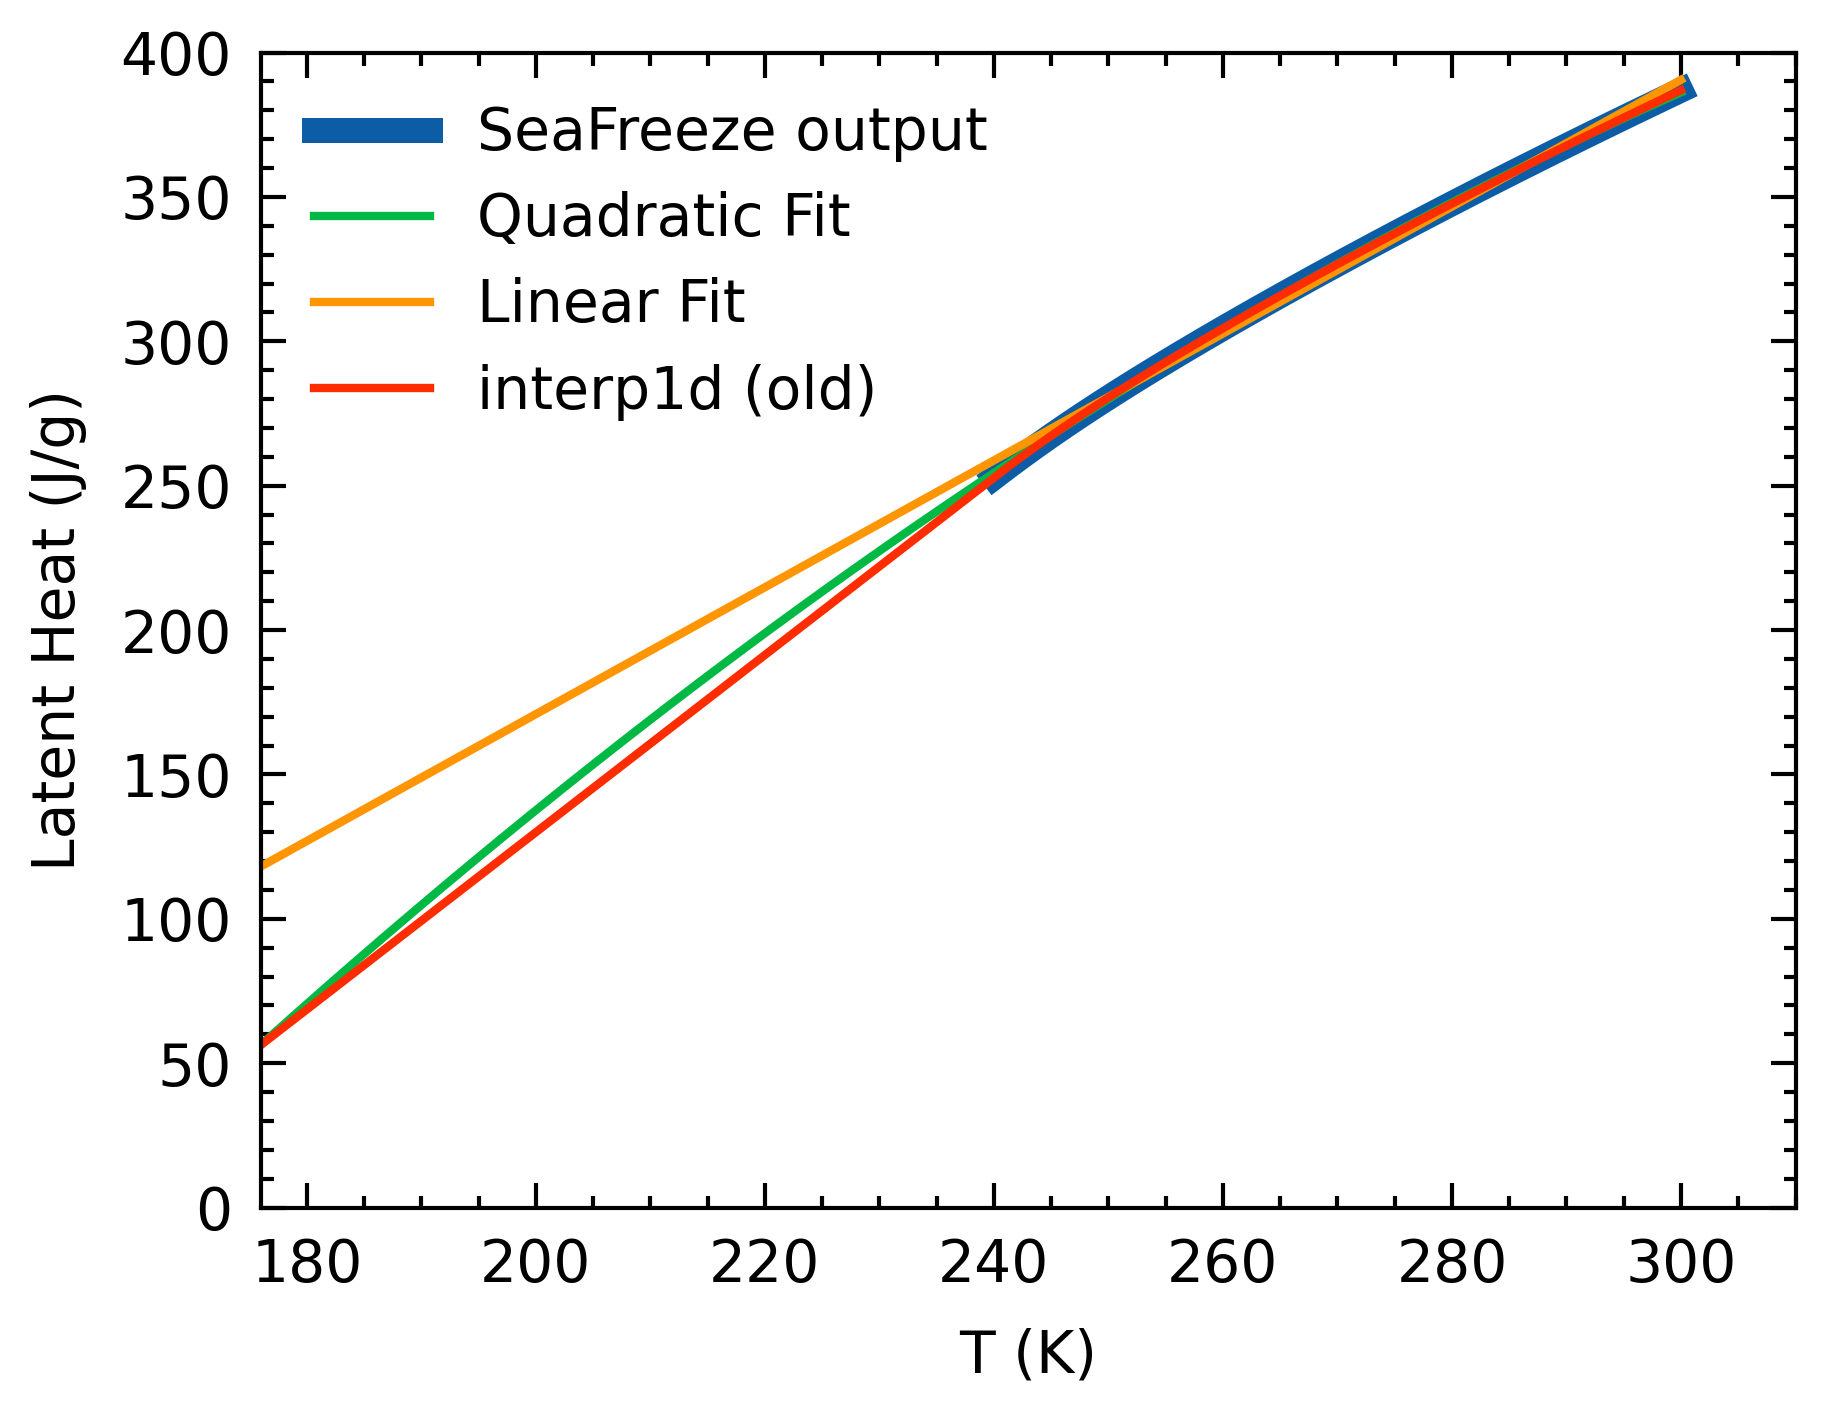 400
350
300
250
200
150
100
50
0
Latent Heat (J/g)
SeaFreeze output
Quadratic Fit
Linear Fit
interp1d (old)
180 200 220 240 260 280 300
T (K)